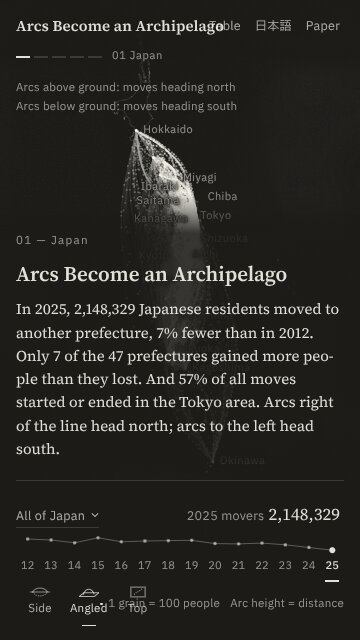 Arcs Become an Archipelago
Table 日本語 Paper
01 Japan
Arcs above ground: moves heading north
Arcs below ground: moves heading south
Hokkaido
Miyagi
Ibaraki
Chiba
Saitama
Tokyo
Kanagawa
Shizuoka
01 — Japan
Arcs Become an Archipelago
In 2025, 2,148,329 Japanese residents moved to
another prefecture, 7% fewer than in 2012.
Only 7 of the 47 prefectures gained more peo-
ple than they lost. And 57% of all moves
started or ended in the Tokyo area. Arcs right
of the line head north; arcs to the left head
south.
Okinawa
All of Japan
2025 movers 2,148,329
12 13 14 15 16 17 18 19 20 21 22 23 24 25
Side Angled Top
1 grain = 100 people Arc height = distance